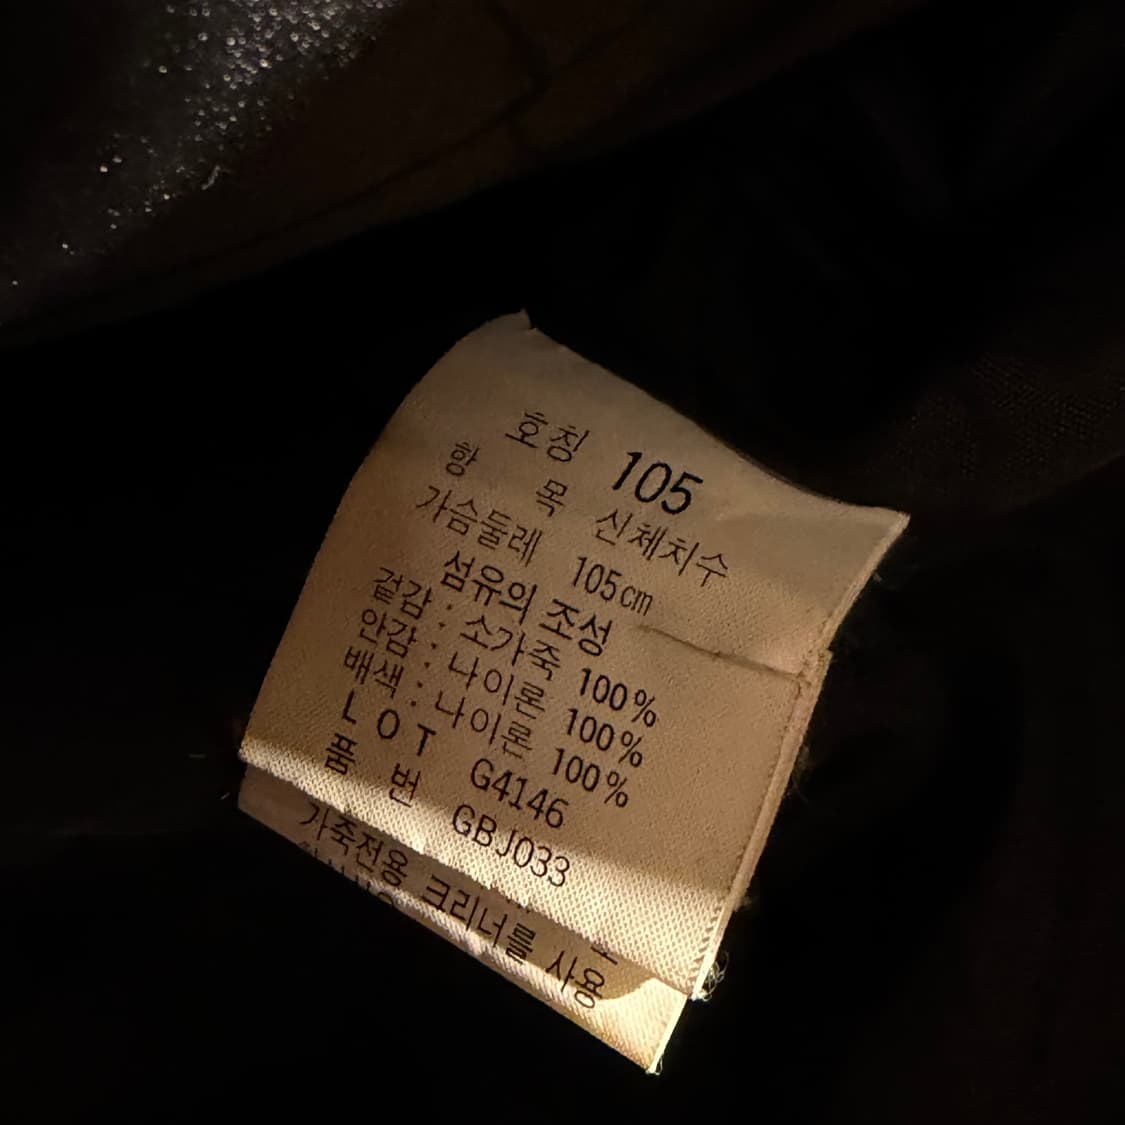 호칭 105
항 목 신체치수
가슴둘레 105cm
섬유의 조성
겉감 : 소가죽 100%
안감 : 나이론 100%
배색 : 나이론 100%
LOT G4146
품 번 GBJ033
가죽전용 크리너를 사용